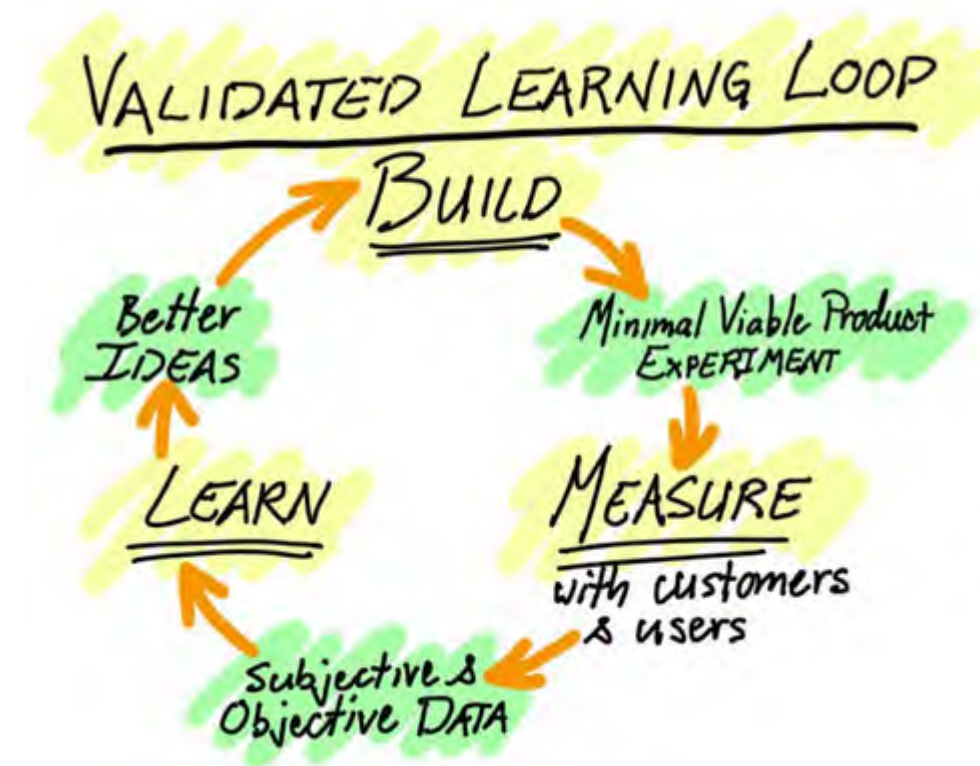 VALIDATED LEARNING LOOP
BUILD
Better
IDEAS
Minimal Viable Product
EXPERIMENT
LEARN
MEASURE
with customers
& users
Subjective &
Objective DATA